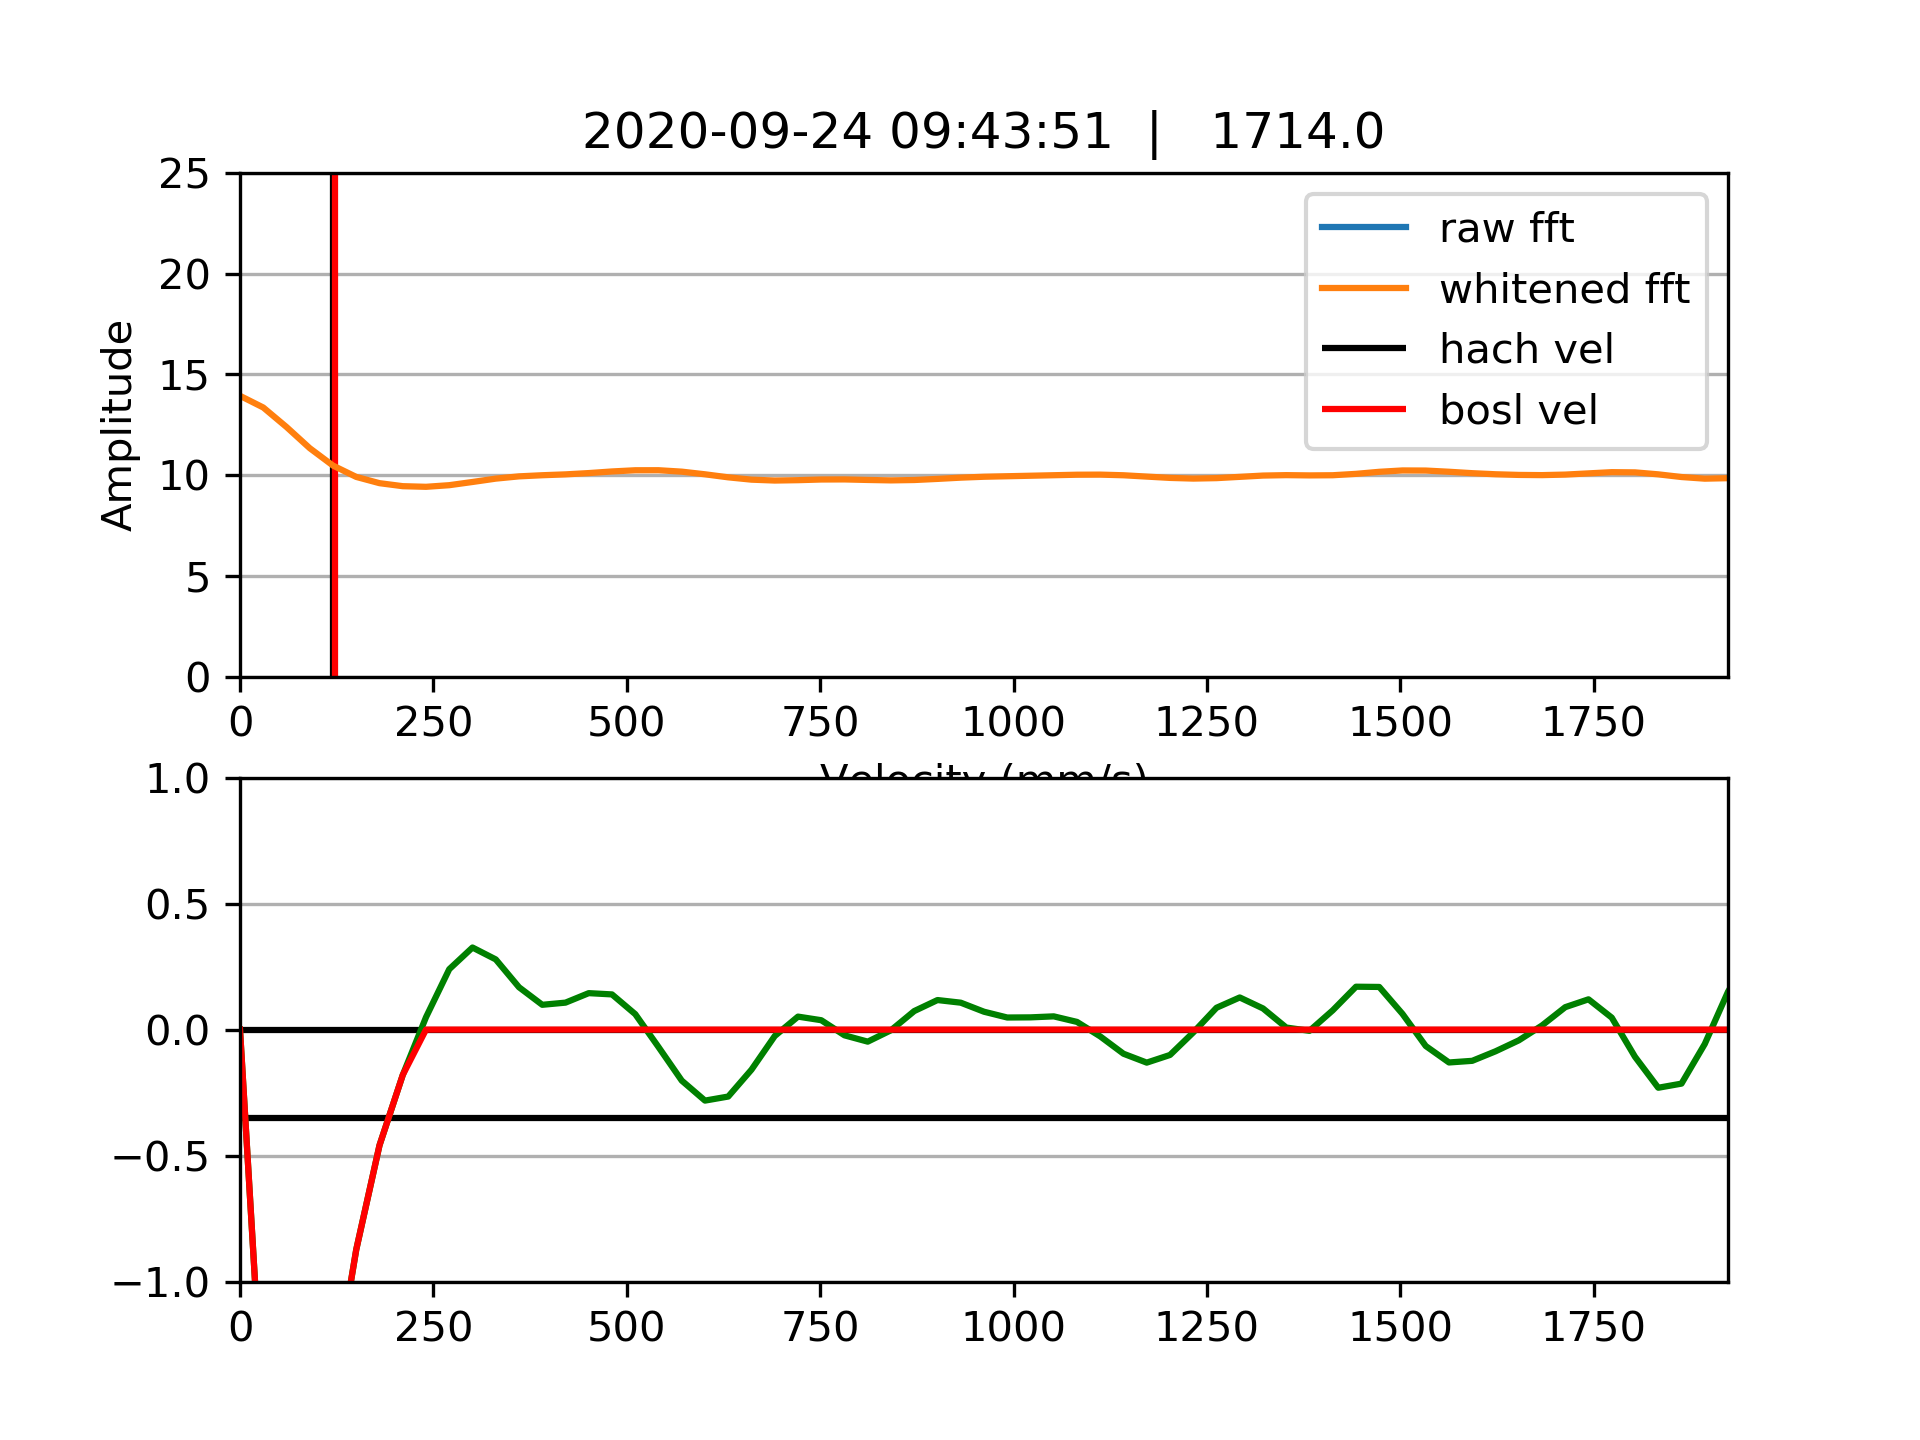 2020-09-24 09:43:51 | 1714.0
25
20
15
10
5
0
Amplitude
raw fft
whitened fft
hach vel
bosl vel
0 250 500 750 1000 1250 1500 1750
Velocity (mm/s)
1.0
0.5
0.0
−0.5
−1.0
0 250 500 750 1000 1250 1500 1750